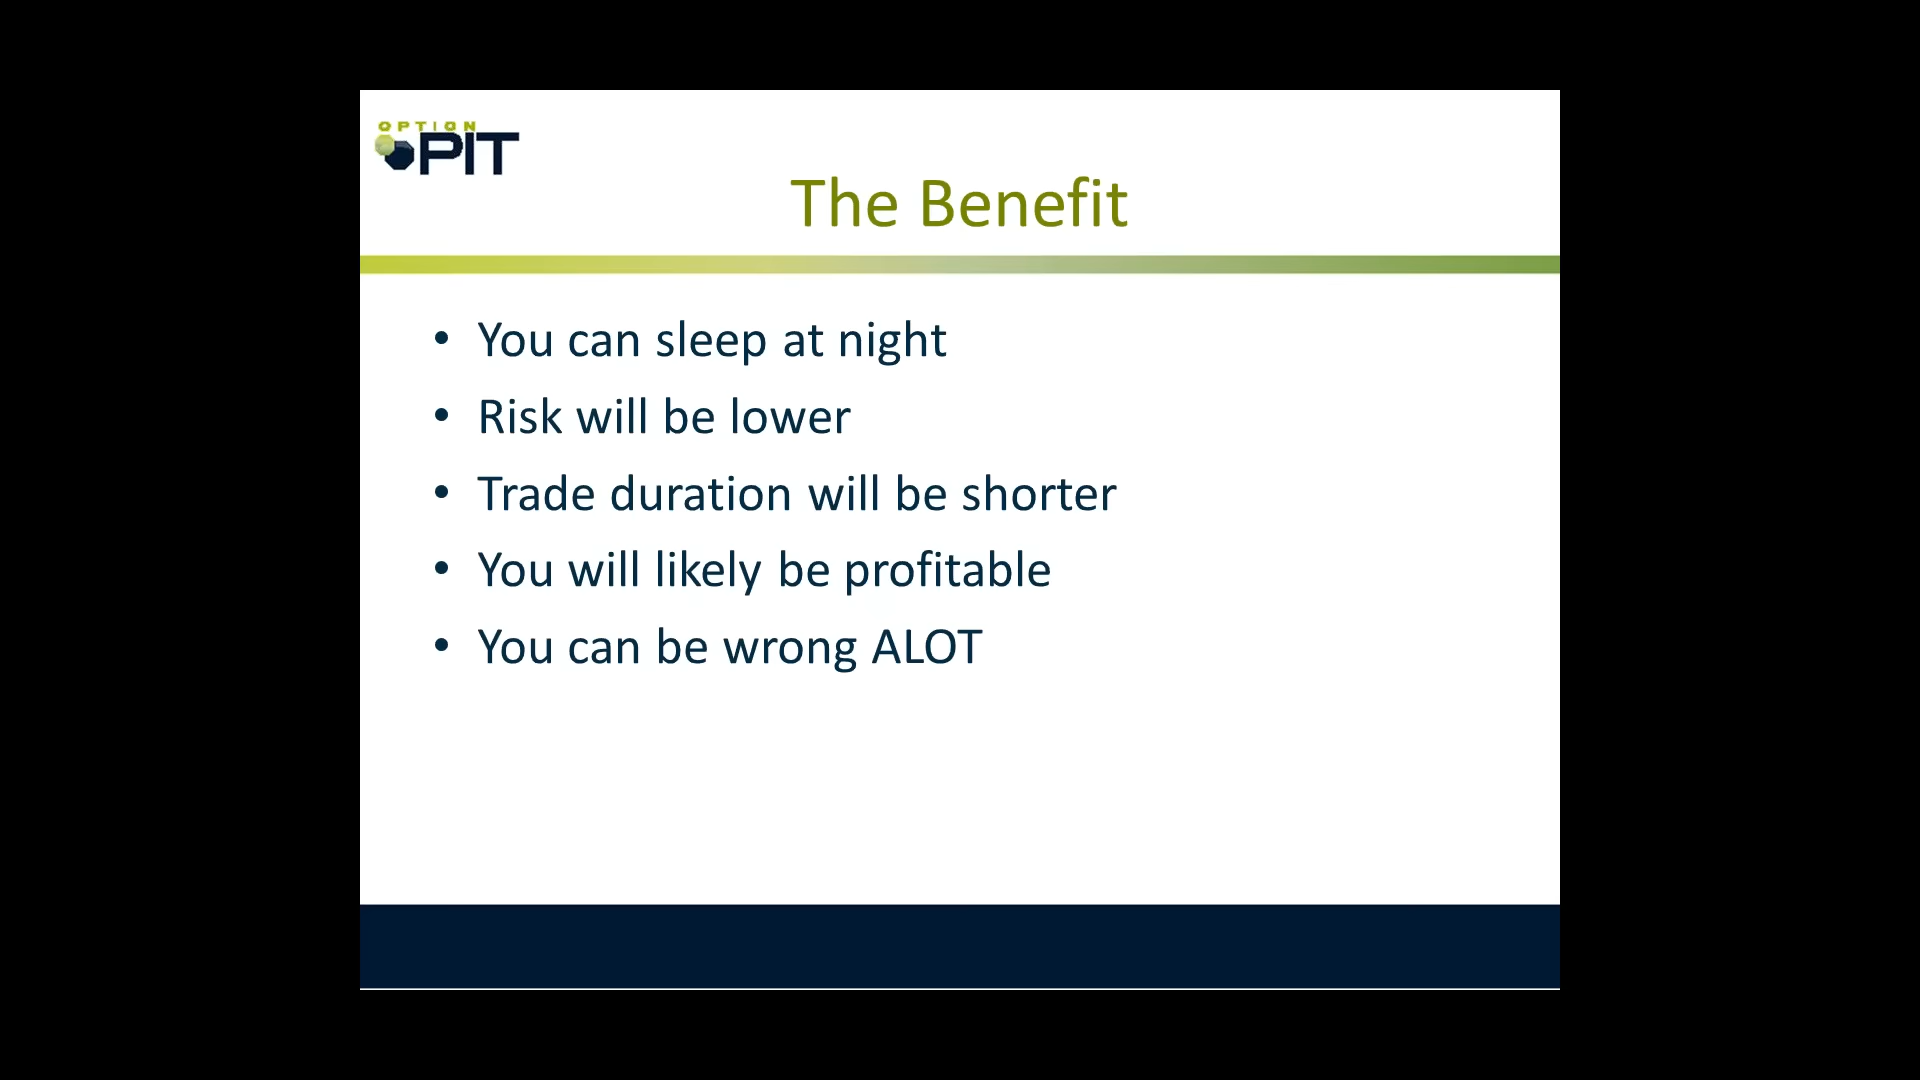 OPTION
PIT
The Benefit
• You can sleep at night
• Risk will be lower
• Trade duration will be shorter
• You will likely be profitable
• You can be wrong ALOT